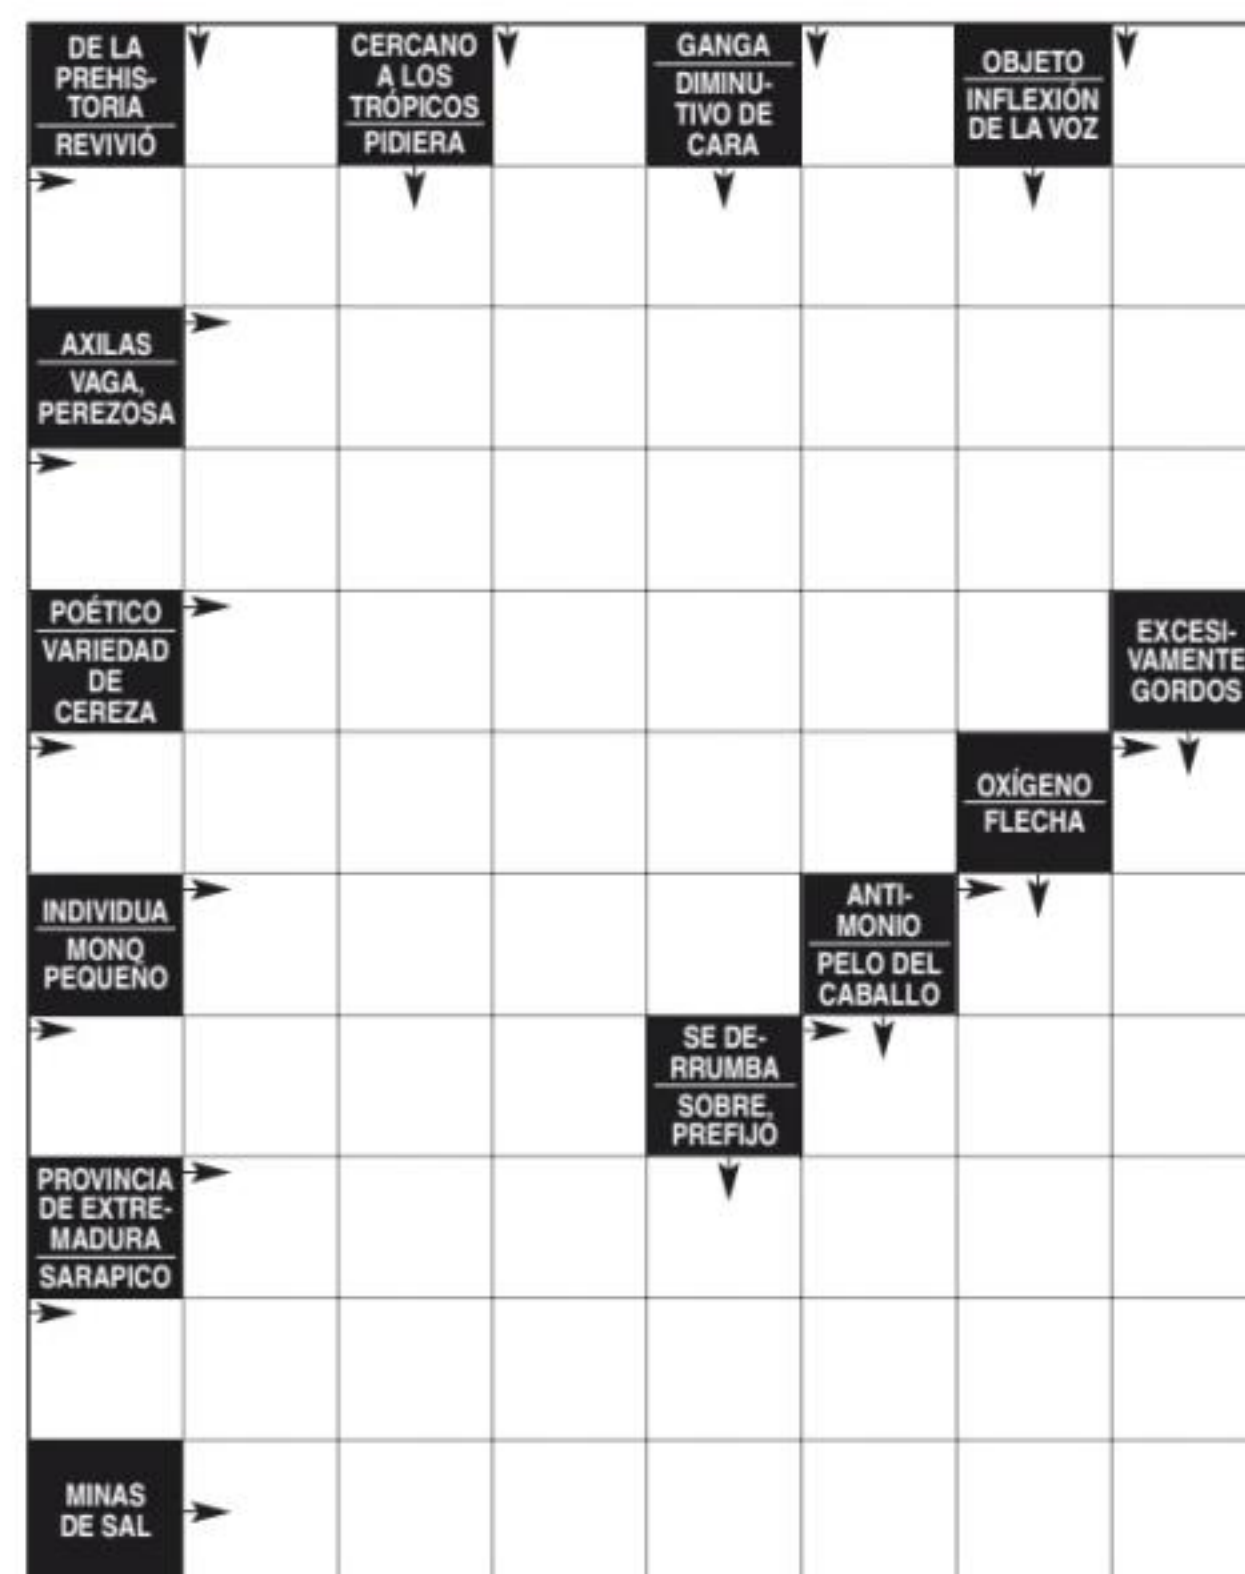 DE LA
PREHIS-
TORIA
REVIVIÓ
CERCANO
A LOS
TRÓPICOS
PIDIERA
GANGA
DIMINU-
TIVO DE
CARA
OBJETO
INFLEXIÓN
DE LA VOZ
AXILAS
VAGA,
PEREZOSA
POÉTICO
VARIEDAD
DE
CEREZA
EXCESI-
VAMENTE
GORDOS
OXÍGENO
FLECHA
INDIVIDUA
MONO
PEQUEÑO
ANTI-
MONIO
PELO DEL
CABALLO
SE DE-
RRUMBA
SOBRE,
PREFIJO
PROVINCIA
DE EXTRE-
MADURA
SARAPICO
MINAS
DE SAL